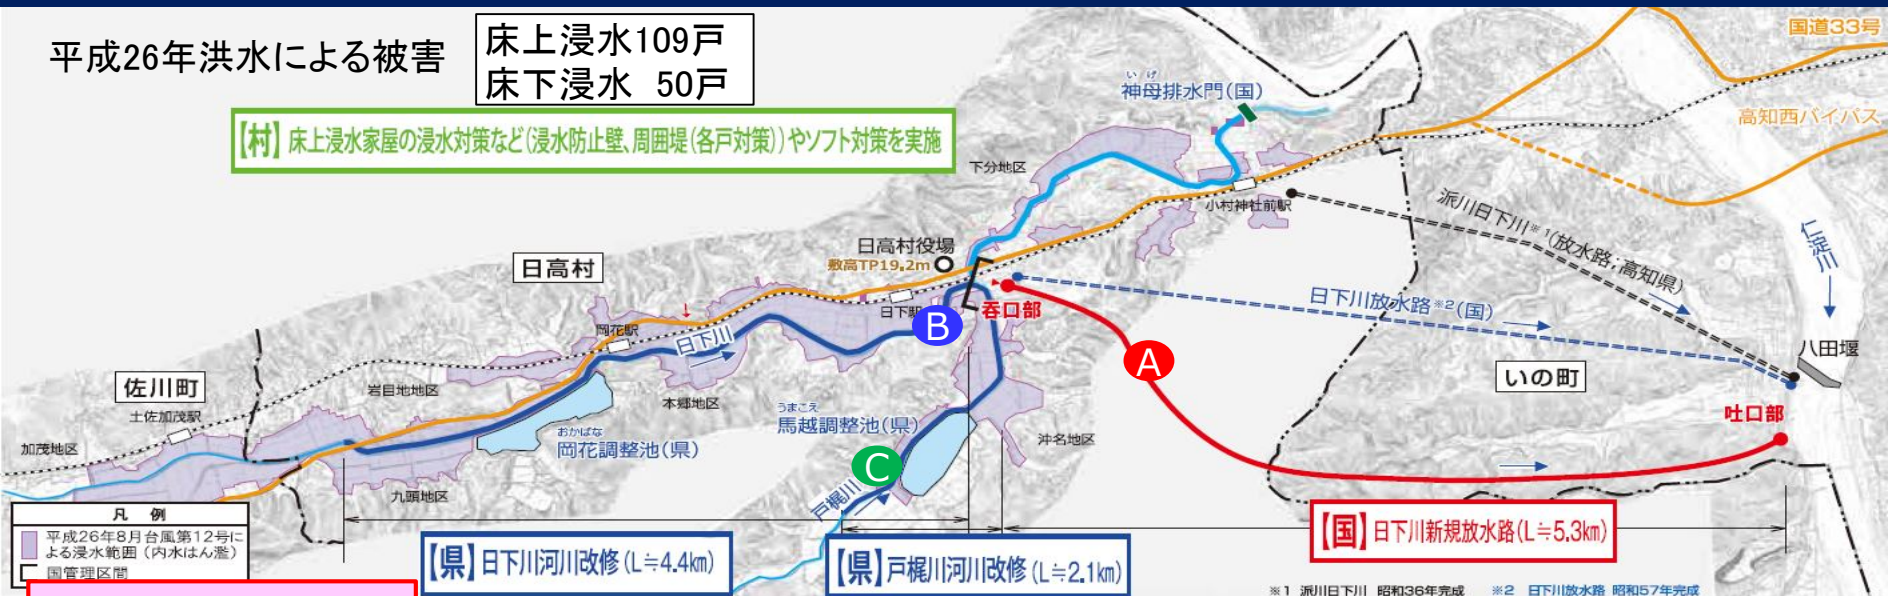 平成26年洪水による被害
床上浸水109戸
床下浸水 50戸
【村】床上浸水家屋の浸水対策など(浸水防止壁、周囲堤(各戸対策))やソフト対策を実施
国道33号
高知西バイパス
いげ
神母排水門(国)
下分地区
小村神社前駅
派川日下川※1(放水路;高知県)
仁淀川
日高村役場
敷高TP19.2m
日高村
日下駅
呑口部
日下川放水路※2(国)
B
A
岡花駅
日下川
八田堰
いの町
佐川町
土佐加茂駅
岩目地地区
本郷地区
うまこえ
馬越調整池(県)
吐口部
加茂地区
おかばな
岡花調整池(県)
沖名地区
C
九頭地区
戸梶川
凡 例
平成26年8月台風第12号に
よる浸水範囲(内水はん濫)
国管理区間
【県】日下川河川改修(L≒4.4km)
【県】戸梶川河川改修(L≒2.1km)
【国】日下川新規放水路(L≒5.3km)
※1 派川日下川 昭和36年完成 ※2 日下川放水路 昭和57年完成